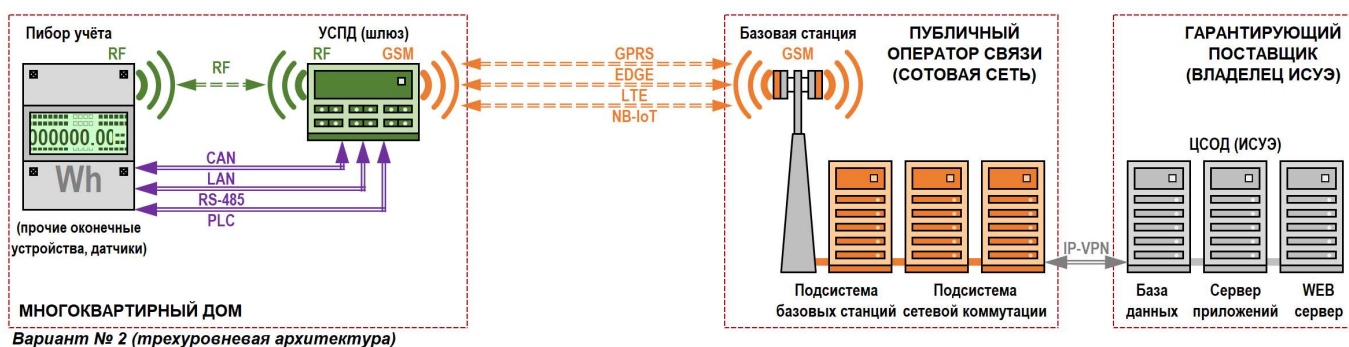 Пибор учёта
RF
RF
УСПД (шлюз)
RF
GSM
000000.00
Wh
CAN
LAN
RS-485
PLC
(прочие оконечные
устройства, датчики)
МНОГОКВАРТИРНЫЙ ДОМ
GPRS
EDGE
LTE
NB-IoT
Базовая станция
GSM
ПУБЛИЧНЫЙ
ОПЕРАТОР СВЯЗИ
(СОТОВАЯ СЕТЬ)
Подсистема
базовых станций
Подсистема
сетевой коммутации
IP-VPN
ГАРАНТИРУЮЩИЙ
ПОСТАВЩИК
(ВЛАДЕЛЕЦ ИСУЭ)
ЦСОД (ИСУЭ)
База
данных
Сервер
приложений
WEB
сервер
Вариант № 2 (трехуровневая архитектура)